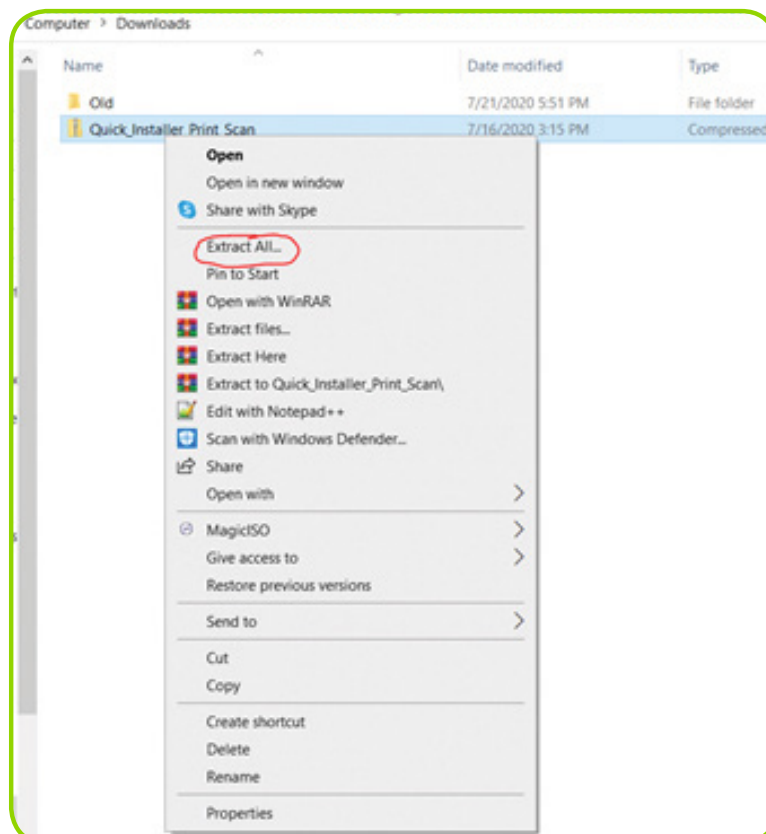 Computer > Downloads
Name Date modified Type
Old 7/21/2020 5:51 PM File folder
Quick_Installer_Print_Scan 7/16/2020 3:15 PM Compressed
Open
Open in new window
Share with Skype
Extract All...
Pin to Start
Open with WinRAR
Extract files...
Extract Here
Extract to Quick_Installer_Print_Scan\
Edit with Notepad++
Scan with Windows Defender...
Share
Open with
MagicISO
Give access to
Restore previous versions
Send to
Cut
Copy
Create shortcut
Delete
Rename
Properties